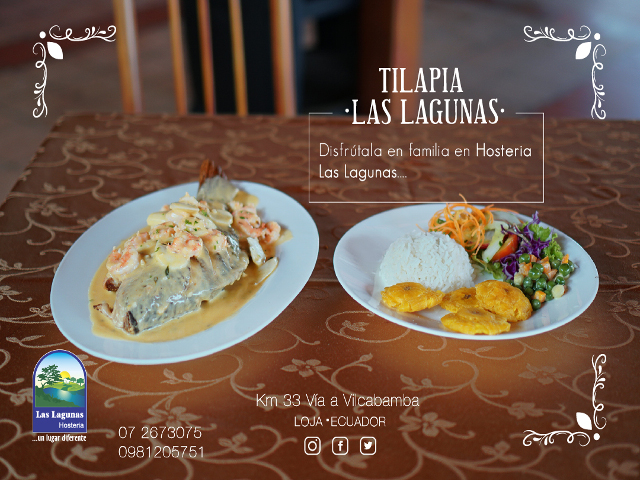 TILAPIA
·LAS LAGUNAS·
Disfrútala en familia en Hosteria
Las Lagunas....
Km 33 Vía a Vilcabamba
LOJA •ECUADOR
Las Lagunas
Hosteria
...un lugar diferente
07 2673075
0981205751